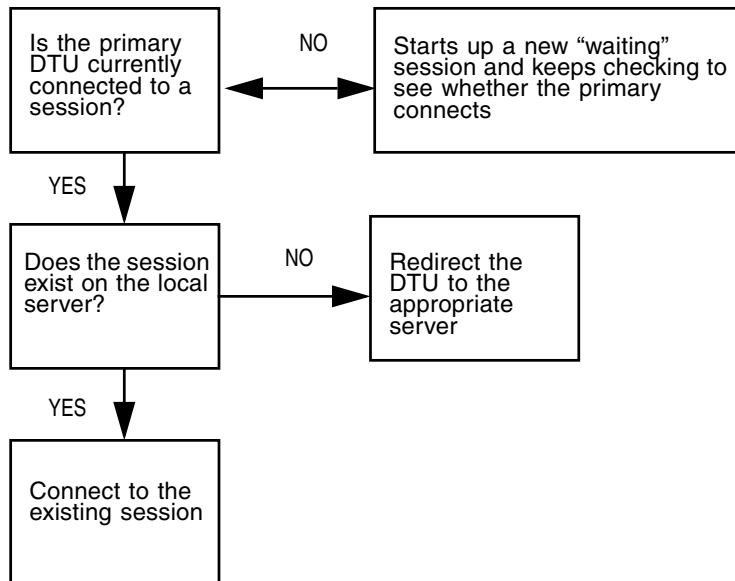 Is the primary
DTU currently
connected to a
session?
NO
Starts up a new “waiting”
session and keeps checking to
see whether the primary
connects
YES
Does the session
exist on the local
server?
NO
Redirect the
DTU to the
appropriate
server
YES
Connect to the
existing session